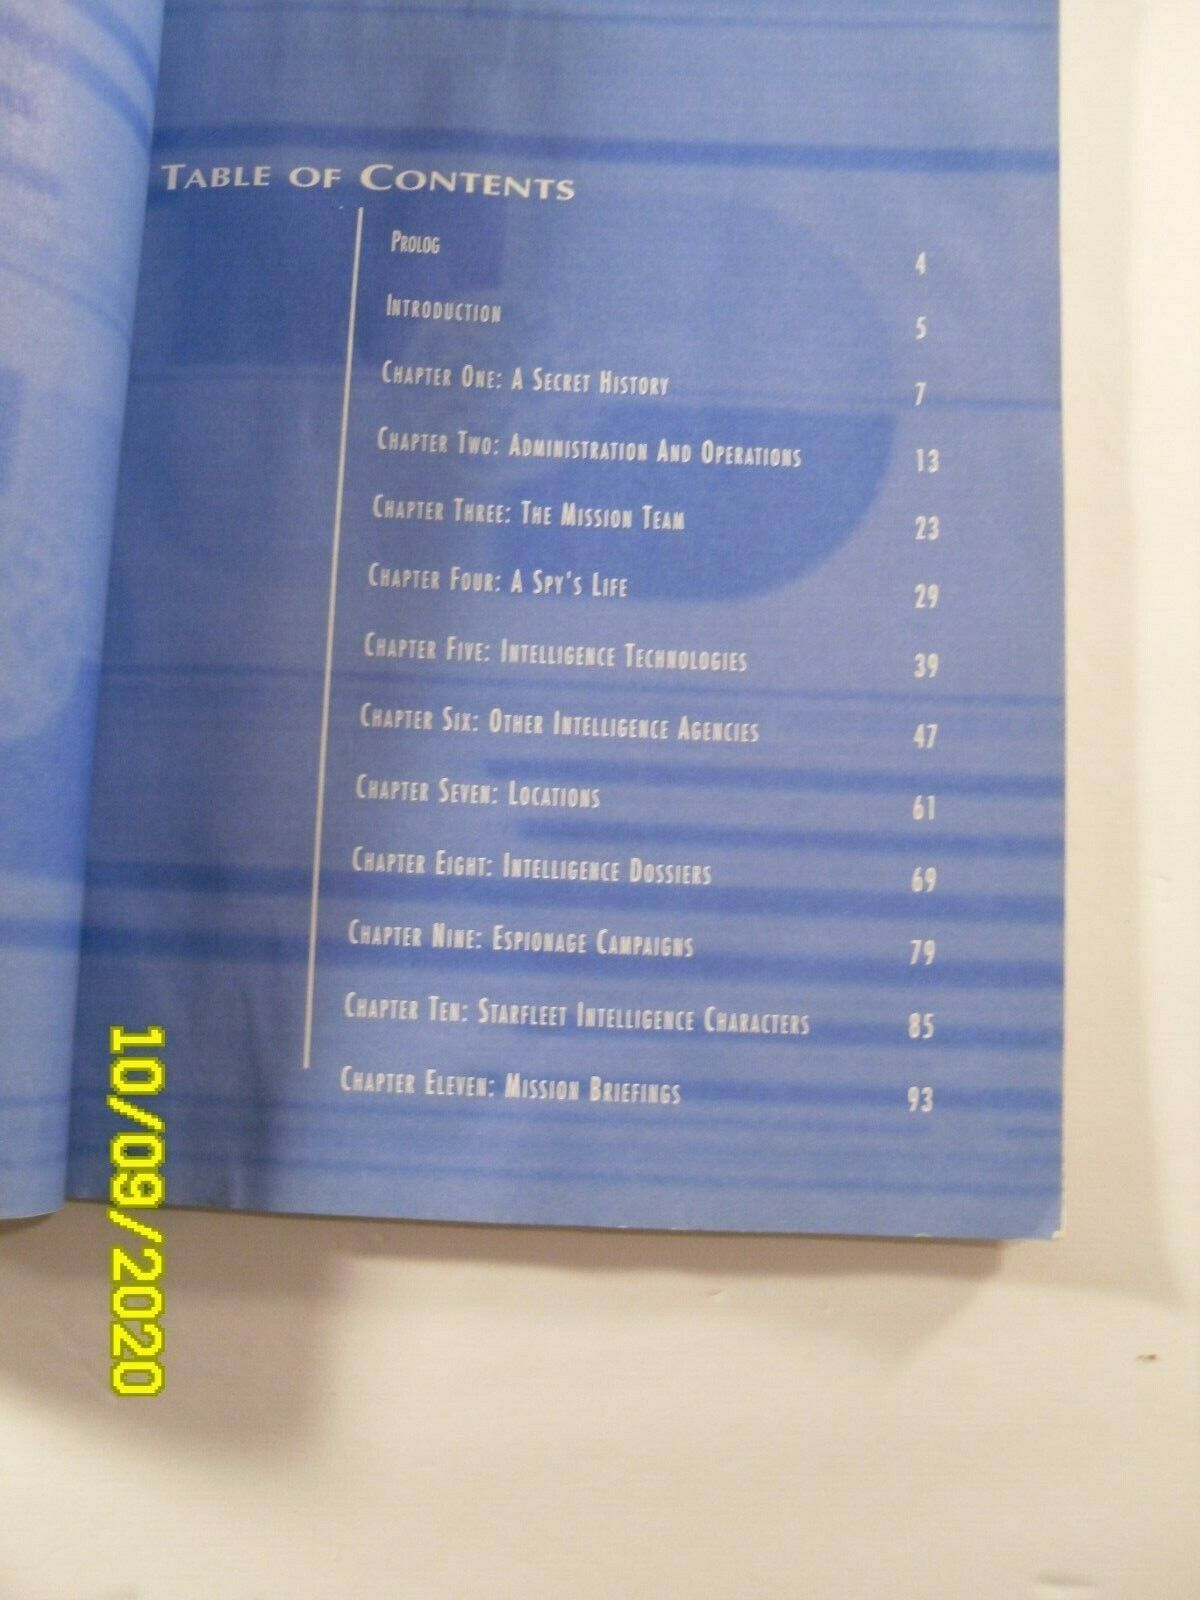 TABLE OF CONTENTS
PROLOG 4
INTRODUCTION 5
CHAPTER ONE: A SECRET HISTORY 7
CHAPTER TWO: ADMINISTRATION AND OPERATIONS 13
CHAPTER THREE: THE MISSION TEAM 23
CHAPTER FOUR: A SPY'S LIFE 29
CHAPTER FIVE: INTELLIGENCE TECHNOLOGIES 39
CHAPTER SIX: OTHER INTELLIGENCE AGENCIES 47
CHAPTER SEVEN: LOCATIONS 61
CHAPTER EIGHT: INTELLIGENCE DOSSIERS 69
CHAPTER NINE: ESPIONAGE CAMPAIGNS 79
CHAPTER TEN: STARFLEET INTELLIGENCE CHARACTERS 85
CHAPTER ELEVEN: MISSION BRIEFINGS 93
10/09/2020